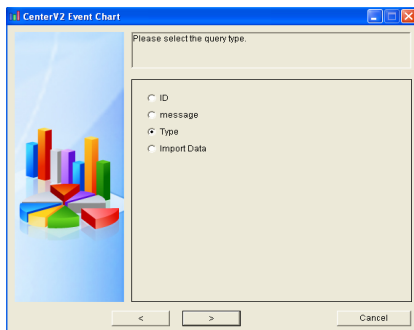 CenterV2 Event Chart
Please select the query type.
ID
message
Type
Import Data
< > Cancel